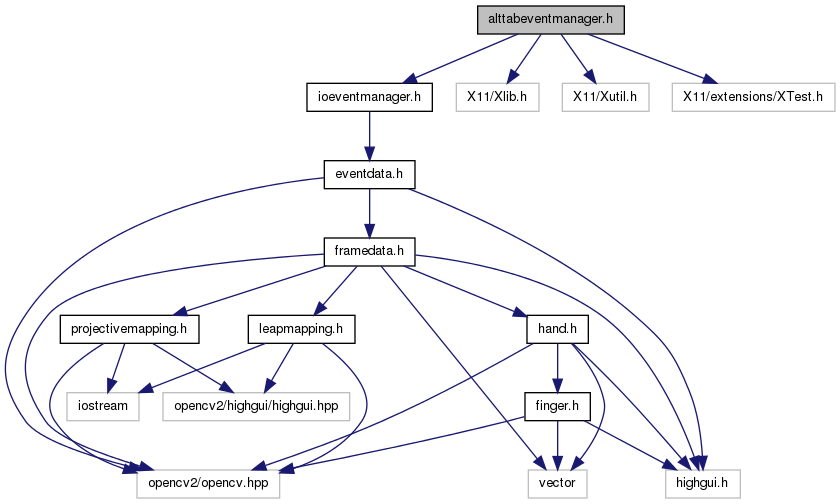 alttabeventmanager.h
ioeventmanager.h
X11/Xlib.h
X11/Xutil.h
X11/extensions/XTest.h
eventdata.h
framedata.h
projectivemapping.h
leapmapping.h
hand.h
iostream
opencv2/highgui/highgui.hpp
finger.h
opencv2/opencv.hpp
vector
highgui.h